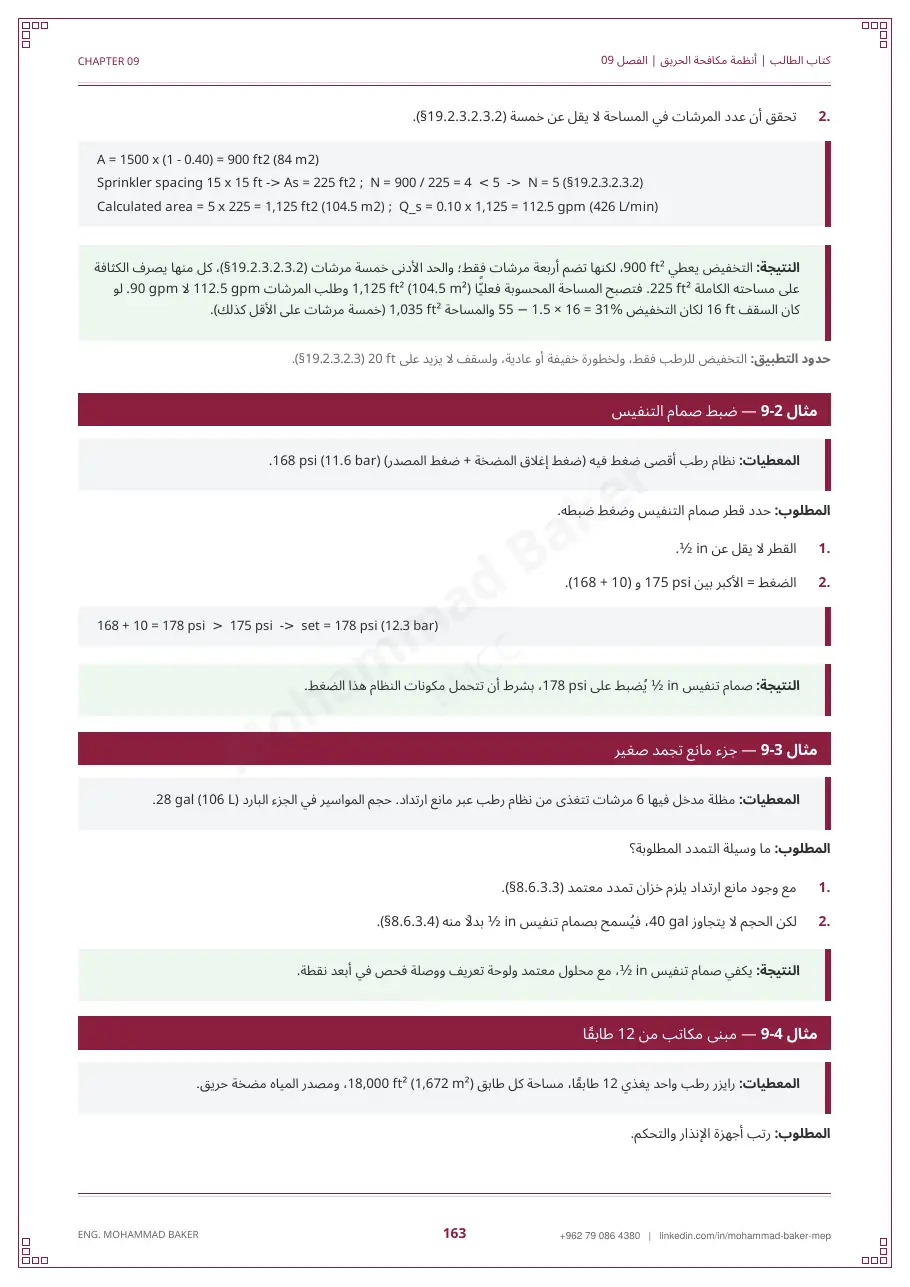 CHAPTER 09
كتاب الطالب | أنظمة مكافحة الحريق | الفصل 09
2. تحقق أن عدد المرشات في المساحة لا يقل عن خمسة (§19.2.3.2.3.2).
A = 1500 x (1 - 0.40) = 900 ft2 (84 m2)
Sprinkler spacing 15 x 15 ft -> As = 225 ft2 ; N = 900 / 225 = 4 < 5 -> N = 5 (§19.2.3.2.3.2)
Calculated area = 5 x 225 = 1,125 ft2 (104.5 m2) ; Q_s = 0.10 x 1,125 = 112.5 gpm (426 L/min)
النتيجة: التخفيض يعطي 900 ft²، لكنها تضم أربعة مرشات فقط؛ والحد الأدنى خمسة مرشات (§19.2.3.2.3.2)، كل منها يصرف الكثافة
على مساحته الكاملة 225 ft². فتصبح المساحة المحسوبة فعليًا 1,125 ft² (104.5 m²) وطلب المرشات 112.5 gpm لا 90 gpm. لو
كان السقف 16 ft لكان التخفيض 55 − 1.5 × 16 = 31% والمساحة 1,035 ft² (خمسة مرشات على الأقل كذلك).
حدود التطبيق: التخفيض للرطب فقط، ولخطورة خفيفة أو عادية، ولسقف لا يزيد على 20 ft (§19.2.3.2.3).
مثال 2-9 — ضبط صمام التنفيس
المعطيات: نظام رطب أقصى ضغط فيه (ضغط إغلاق المضخة + ضغط المصدر) 168 psi (11.6 bar).
المطلوب: حدد قطر صمام التنفيس وضغط ضبطه.
1. القطر لا يقل عن ½ in.
2. الضغط = الأكبر بين 175 psi و (10 + 168).
168 + 10 = 178 psi > 175 psi -> set = 178 psi (12.3 bar)
النتيجة: صمام تنفيس ½ in يُضبط على 178 psi، بشرط أن تتحمل مكونات النظام هذا الضغط.
مثال 3-9 — جزء مانع تجمد صغير
المعطيات: مظلة مدخل فيها 6 مرشات تتغذى من نظام رطب عبر مانع ارتداد. حجم المواسير في الجزء البارد 28 gal (106 L).
المطلوب: ما وسيلة التمدد المطلوبة؟
1. مع وجود مانع ارتداد يلزم خزان تمدد معتمد (§8.6.3.3).
2. لكن الحجم لا يتجاوز 40 gal، فيُسمح بصمام تنفيس ½ in بدلًا منه (§8.6.3.4).
النتيجة: يكفي صمام تنفيس ½ in، مع محلول معتمد ولوحة تعريف ووصلة فحص في أبعد نقطة.
مثال 4-9 — مبنى مكاتب من 12 طابقًا
المعطيات: رايزر رطب واحد يغذي 12 طابقًا، مساحة كل طابق 18,000 ft² (1,672 m²)، ومصدر المياه مضخة حريق.
المطلوب: رتب أجهزة الإنذار والتحكم.
Mohammad Baker
MCC
ENG. MOHAMMAD BAKER
163
+962 79 086 4380 | linkedin.com/in/mohammad-baker-mep